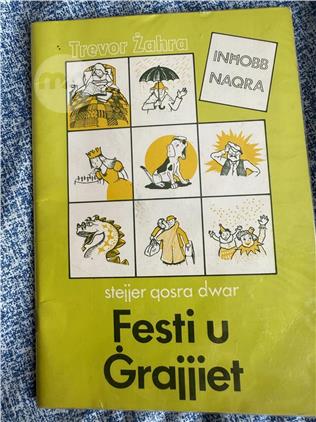 Trevor Żahra
INĦOBB
NAQRA
stejjer qosra dwar
Festi u
Ġrajjiet